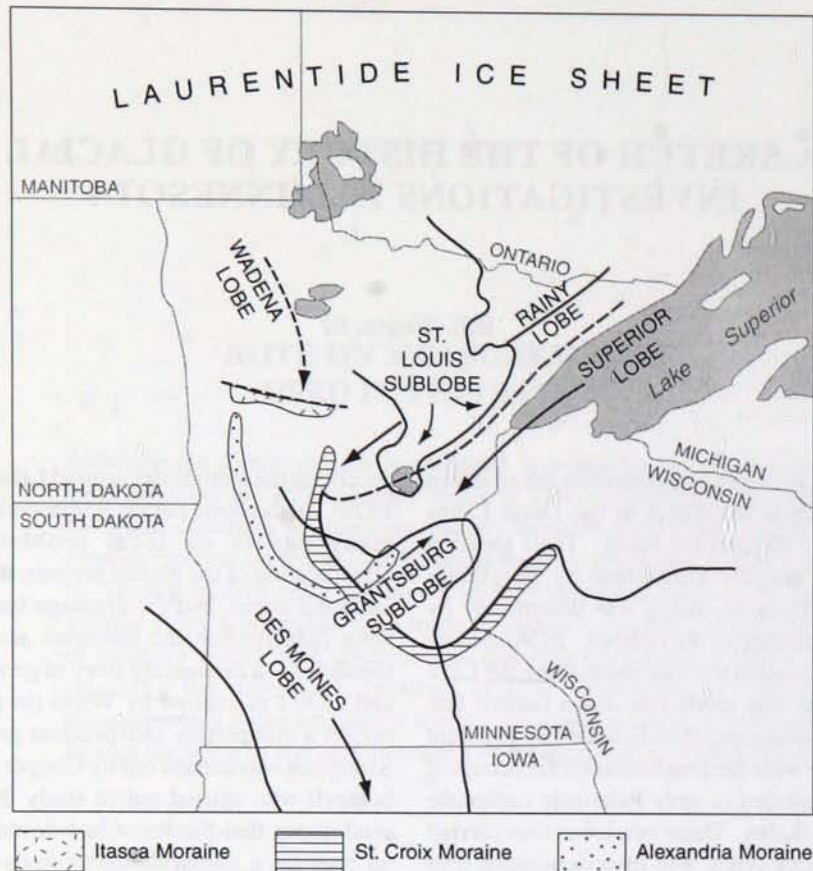 LAURENTIDE ICE SHEET
MANITOBA
ONTARIO
WADENA
LOBE
RAINY
LOBE
ST.
LOUIS
SUBLOBE
SUPERIOR
LOBE
Lake Superior
MICHIGAN
WISCONSIN
NORTH DAKOTA
SOUTH DAKOTA
GRANTSBURG
SUBLOBE
DES MOINES
LOBE
WISCONSIN
MINNESOTA
IOWA
Itasca Moraine
St. Croix Moraine
Alexandria Moraine